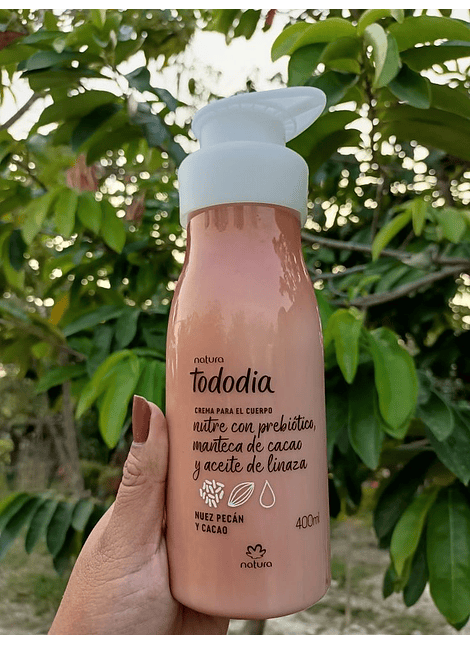 natura
tododia
CREMA PARA EL CUERPO
nutre con prebiótico,
manteca de cacao
y aceite de linaza
NUEZ PECÁN
Y CACAO
400ml
natura